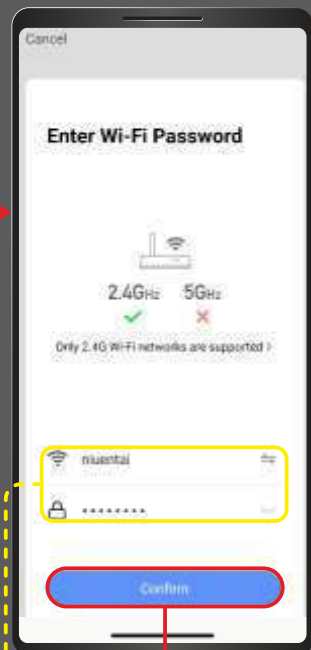 Cancel
Enter Wi-Fi Password
2.4GHz 5GHz
Only 2.4G Wi-Fi networks are supported >
niuentai
••••••••
Confirm